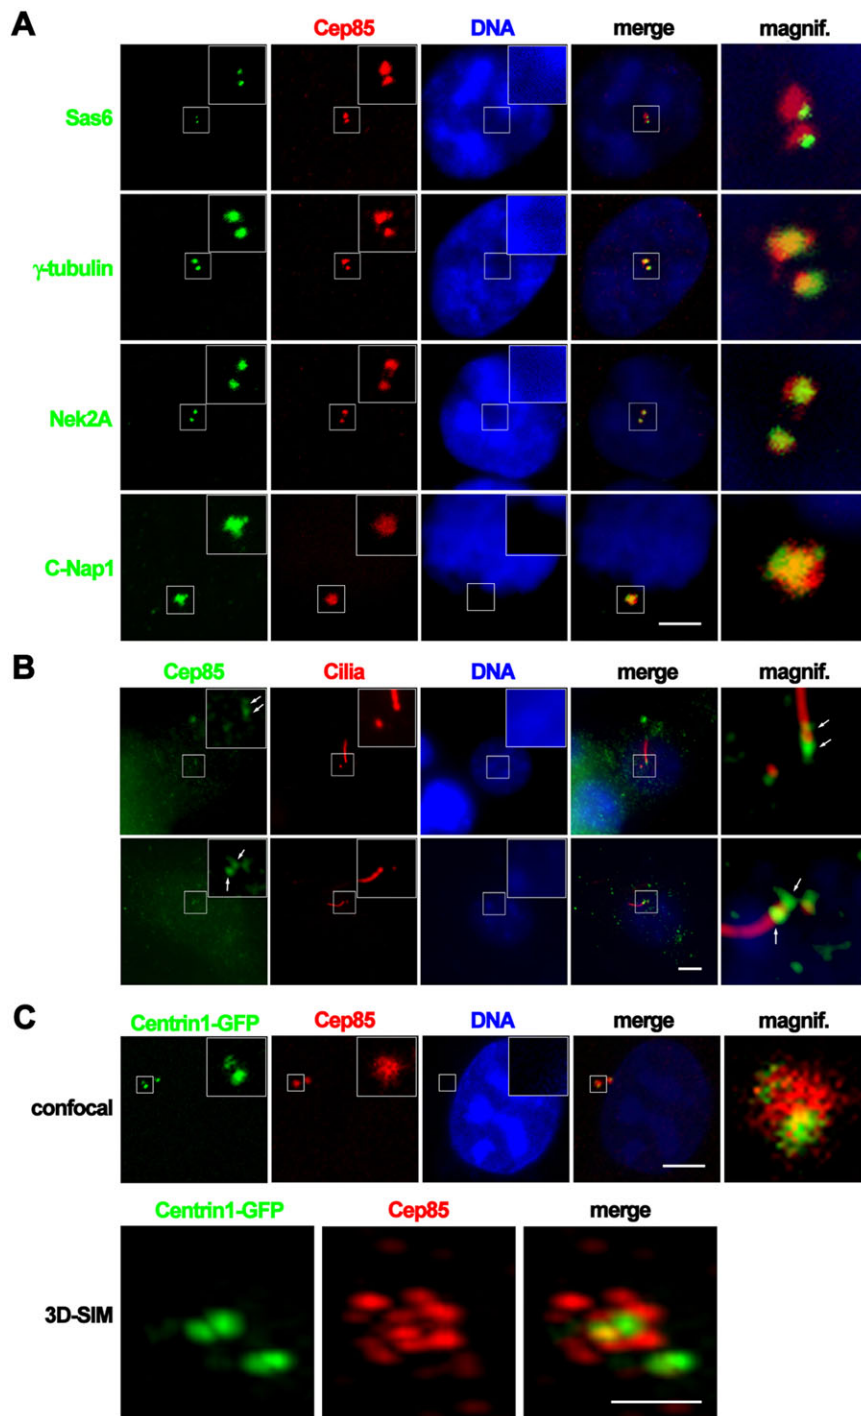 A
Cep85 DNA merge magnif.
Sas6
γ-tubulin
Nek2A
C-Nap1
B
Cep85 Cilia DNA merge magnif.
C
Centrin1-GFP Cep85 DNA merge magnif.
confocal
Centrin1-GFP Cep85 merge
3D-SIM